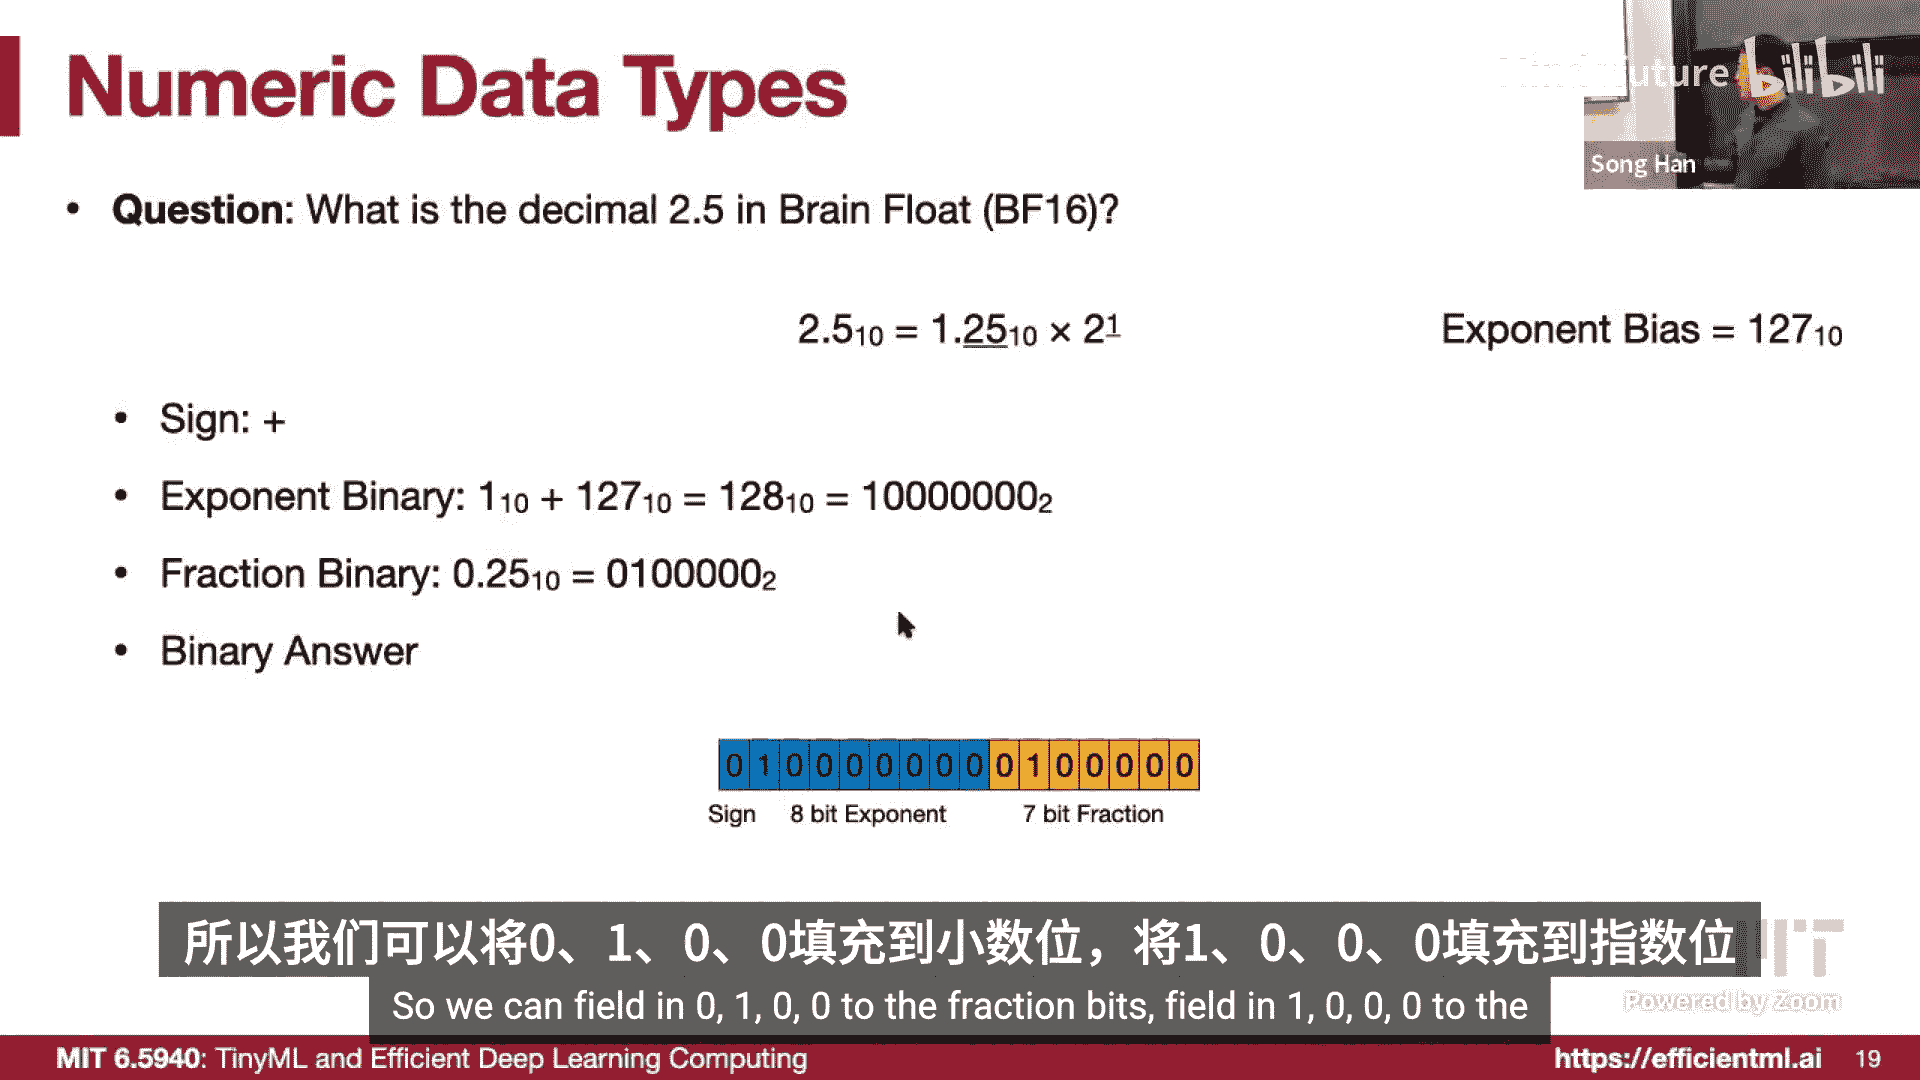 Numeric Data Types
uture bilibili
Song Han
• Question: What is the decimal 2.5 in Brain Float (BF16)?
2.5₁₀ = 1.25₁₀ × 2¹
Exponent Bias = 127₁₀
• Sign: +
• Exponent Binary: 1₁₀ + 127₁₀ = 128₁₀ = 10000000₂
• Fraction Binary: 0.25₁₀ = 0100000₂
• Binary Answer
0 1 0 0 0 0 0 0 0 0 1 0 0 0 0 0
Sign 8 bit Exponent 7 bit Fraction
所以我们可以将0、1、0、0填充到小数位，将1、0、0、0填充到指数位
So we can field in 0, 1, 0, 0 to the fraction bits, field in 1, 0, 0, 0 to the
Powered by Zoom
MIT 6.5940: TinyML and Efficient Deep Learning Computing
https://efficientml.ai 19